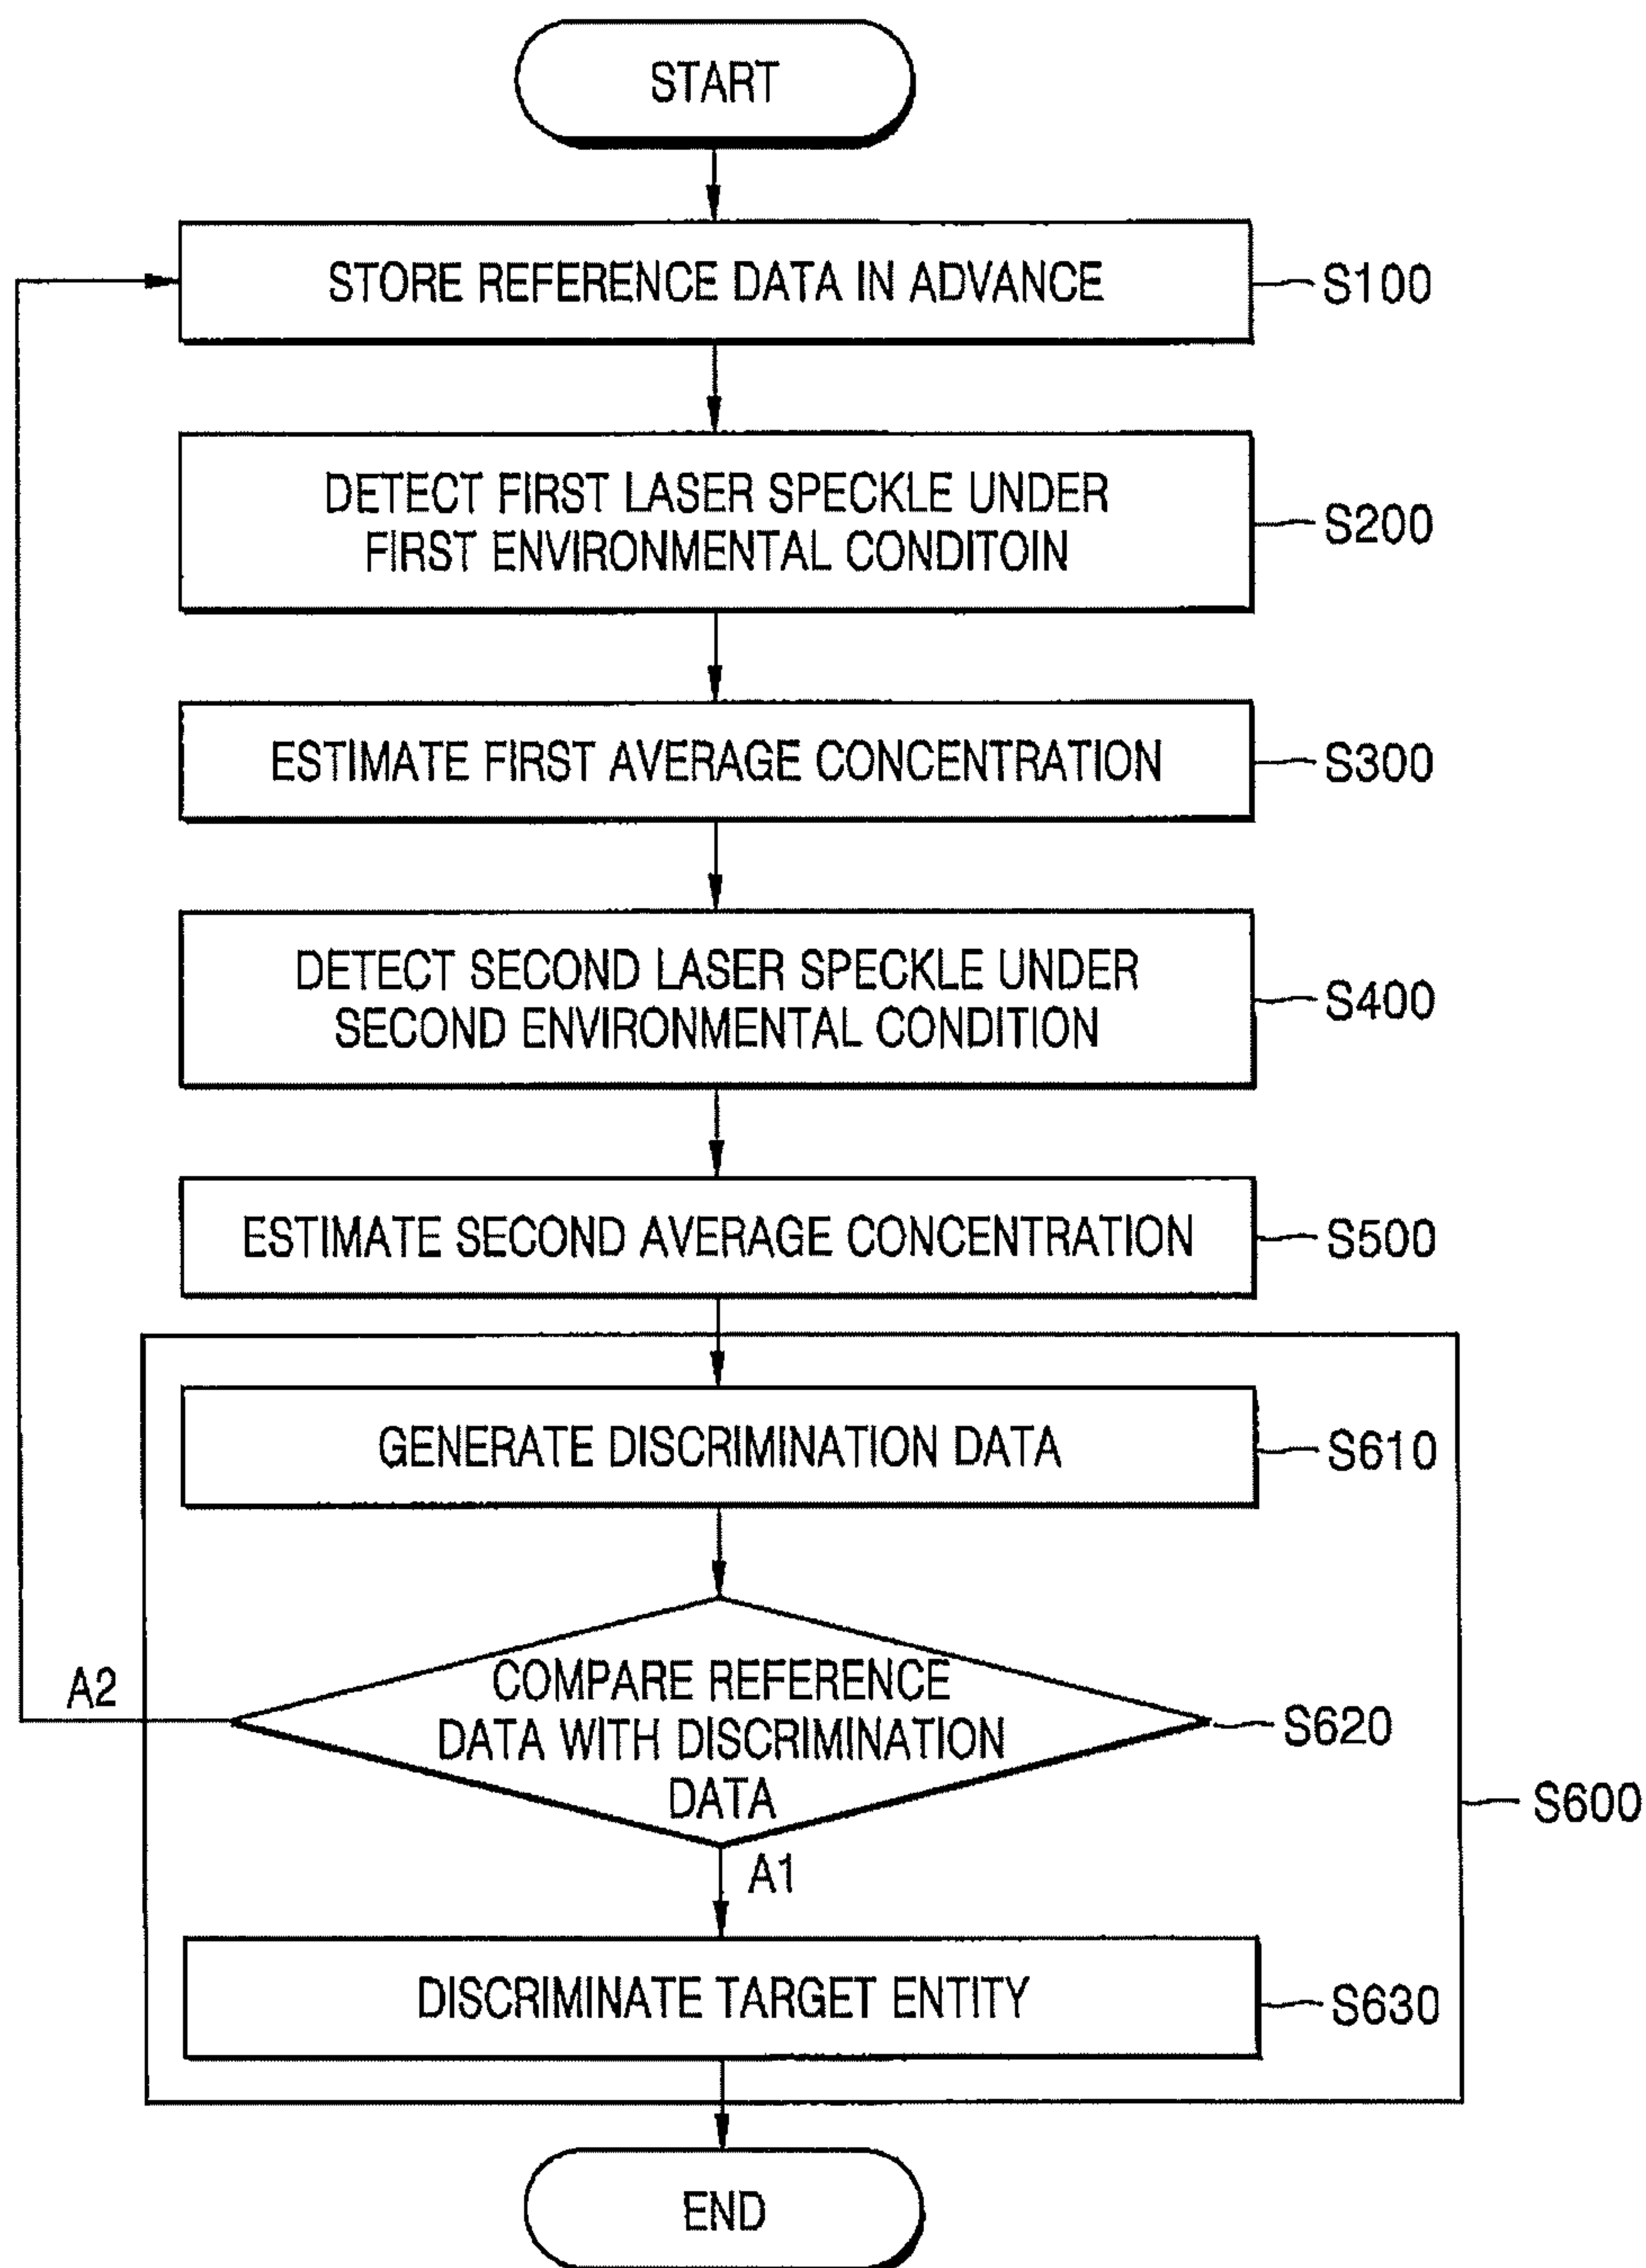 START
STORE REFERENCE DATA IN ADVANCE
S100
DETECT FIRST LASER SPECKLE UNDER
FIRST ENVIRONMENTAL CONDITOIN
S200
ESTIMATE FIRST AVERAGE CONCENTRATION
S300
DETECT SECOND LASER SPECKLE UNDER
SECOND ENVIRONMENTAL CONDITION
S400
ESTIMATE SECOND AVERAGE CONCENTRATION
S500
GENERATE DISCRIMINATION DATA
S610
A2
COMPARE REFERENCE
DATA WITH DISCRIMINATION
DATA
S620
S600
A1
DISCRIMINATE TARGET ENTITY
S630
END